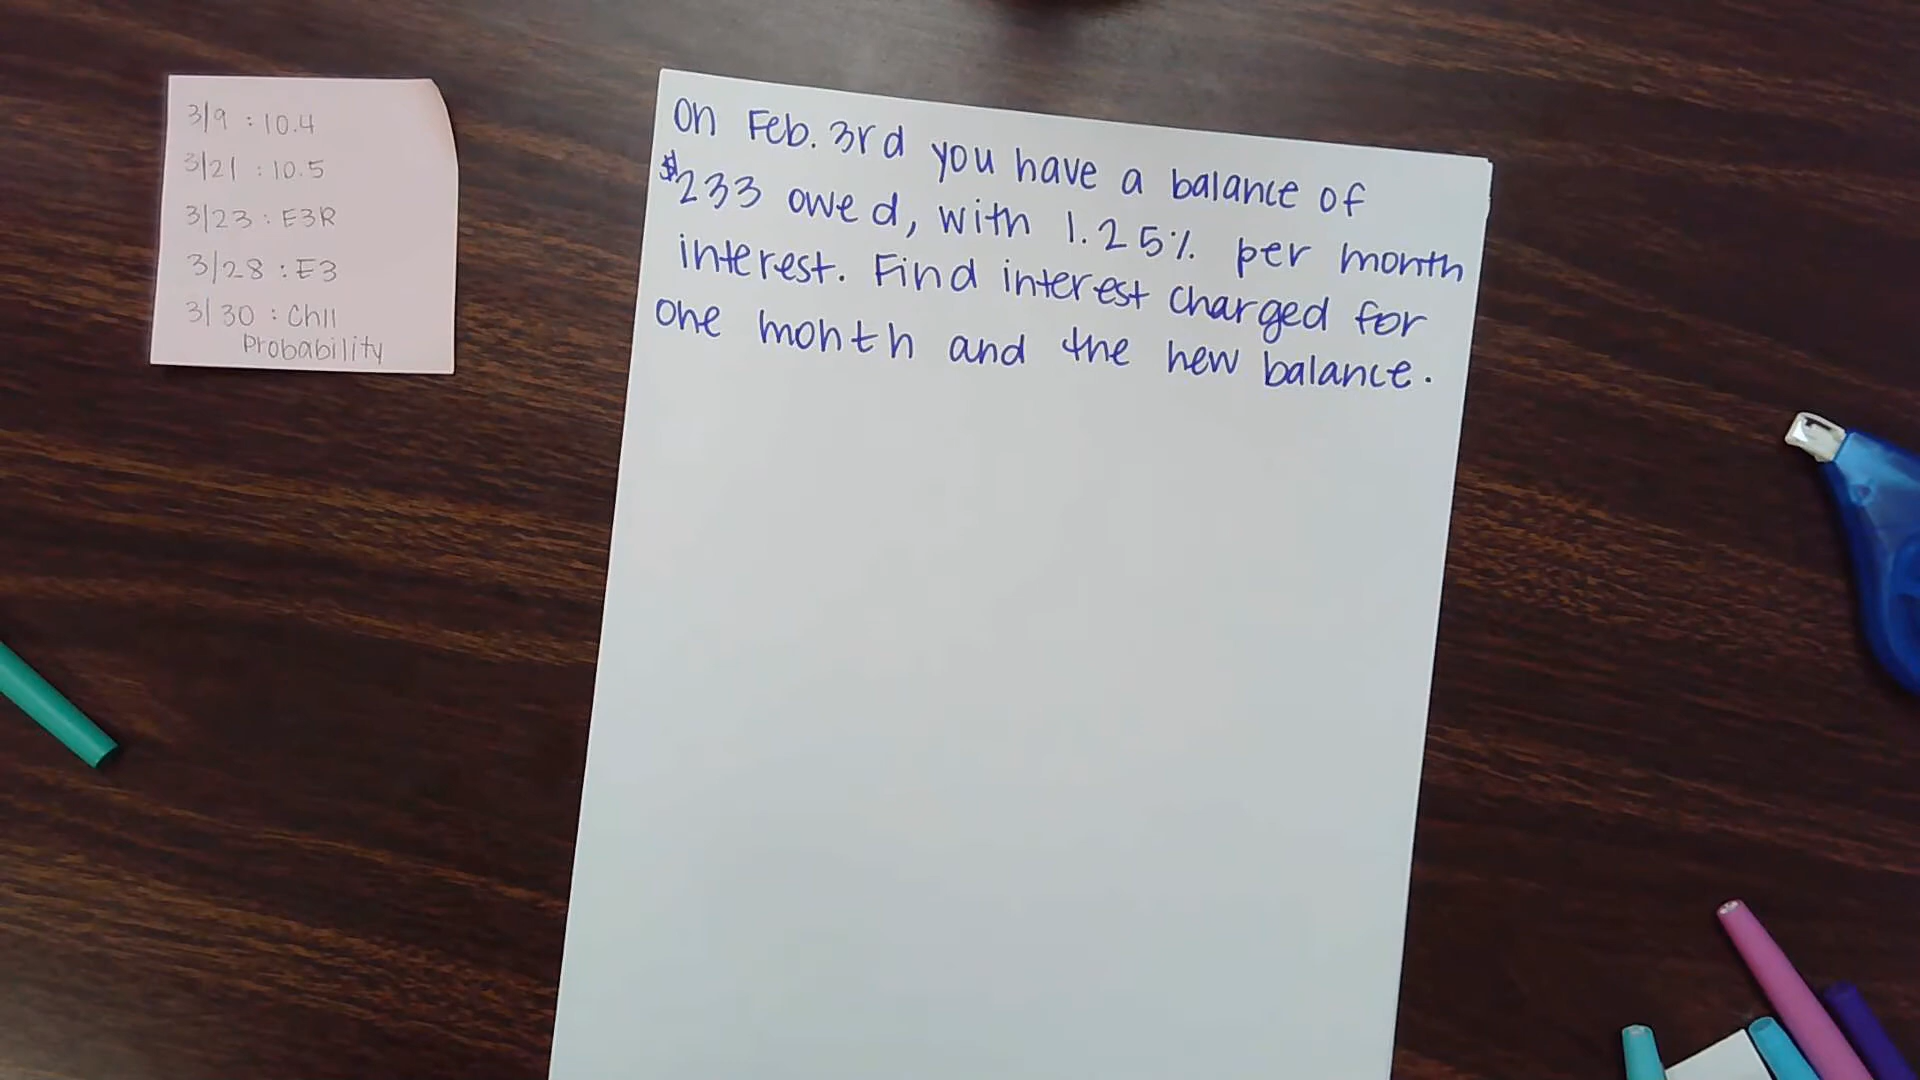 3/9 : 10.4
3/21 : 10.5
3/23 : E3R
3/28 : E3
3/30 : Ch11
Probability
On Feb. 3rd you have a balance of
$233 owed, with 1.25% per month
interest. Find interest charged for
one month and the new balance.